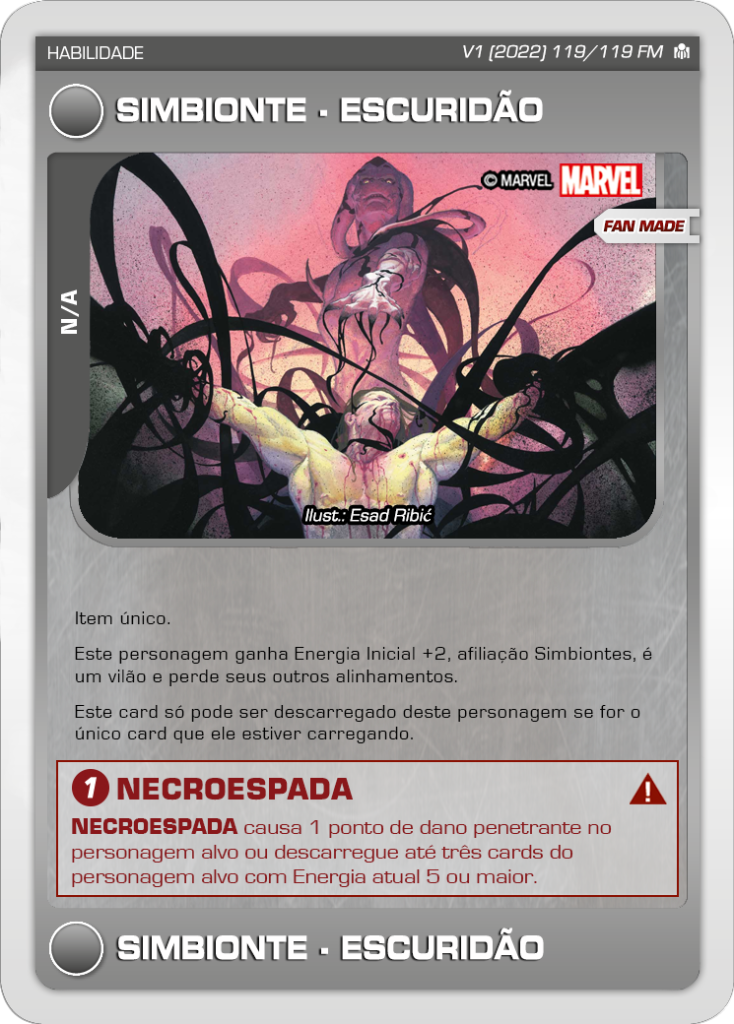 HABILIDADE
V1 (2022) 119/119 FM
SIMBIONTE - ESCURIDÃO
© MARVEL MARVEL
FAN MADE
N/A
Ilust.: Esad Ribić
Item único.
Este personagem ganha Energia Inicial +2, afiliação Simbiontes, é
um vilão e perde seus outros alinhamentos.
Este card só pode ser descarregado deste personagem se for o
único card que ele estiver carregando.
1 NECROESPADA
!
NECROESPADA causa 1 ponto de dano penetrante no
personagem alvo ou descarregue até três cards do
personagem alvo com Energia atual 5 ou maior.
SIMBIONTE - ESCURIDÃO